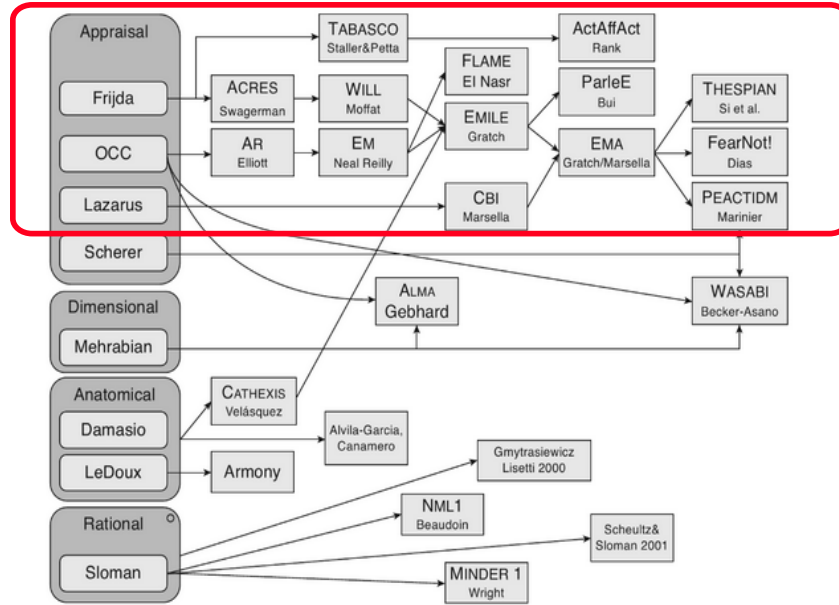 Appraisal
Frijda
OCC
Lazarus
Scherer
TABASCO
Staller&Petta
ActAffAct
Rank
ACRES
Swagerman
WILL
Moffat
FLAME
El Nasr
ParleE
Bui
THESPIAN
Si et al.
AR
Elliott
EM
Neal Reilly
EMILE
Gratch
EMA
Gratch/Marsella
FearNot!
Dias
CBI
Marsella
PEACTIDM
Marinier
ALMA
Gebhard
WASABI
Becker-Asano
Dimensional
Mehrabian
Anatomical
Damasio
LeDoux
CATHEXIS
Velásquez
Alvila-Garcia,
Canamero
Armony
Gmytrasiewicz
Lisetti 2000
Rational
Sloman
NML1
Beaudoin
Scheultz&
Sloman 2001
MINDER 1
Wright